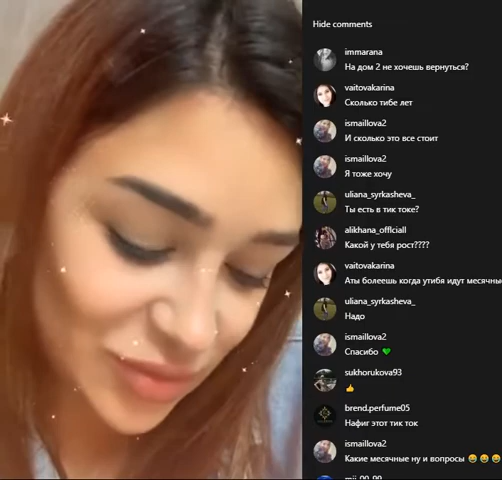 Hide comments
immarana
На дом 2 не хочешь вернуться?
vaitovakarina
Сколько тибе лет
ismaillova2
И сколько это все стоит
ismaillova2
Я тоже хочу
uliana_syrkasheva_
Ты есть в тик токе?
alikhana_offlciall
Какой у тебя рост????
vaitovakarina
Аты болеешь когда утибя идут месячны
uliana_syrkasheva_
Надо
ismaillova2
Спасибо 💚
sukhorukova93
👍
brend.perfume05
Нафиг этот тик ток
ismaillova2
Какие месячные ну и вопросы 😂😂😂